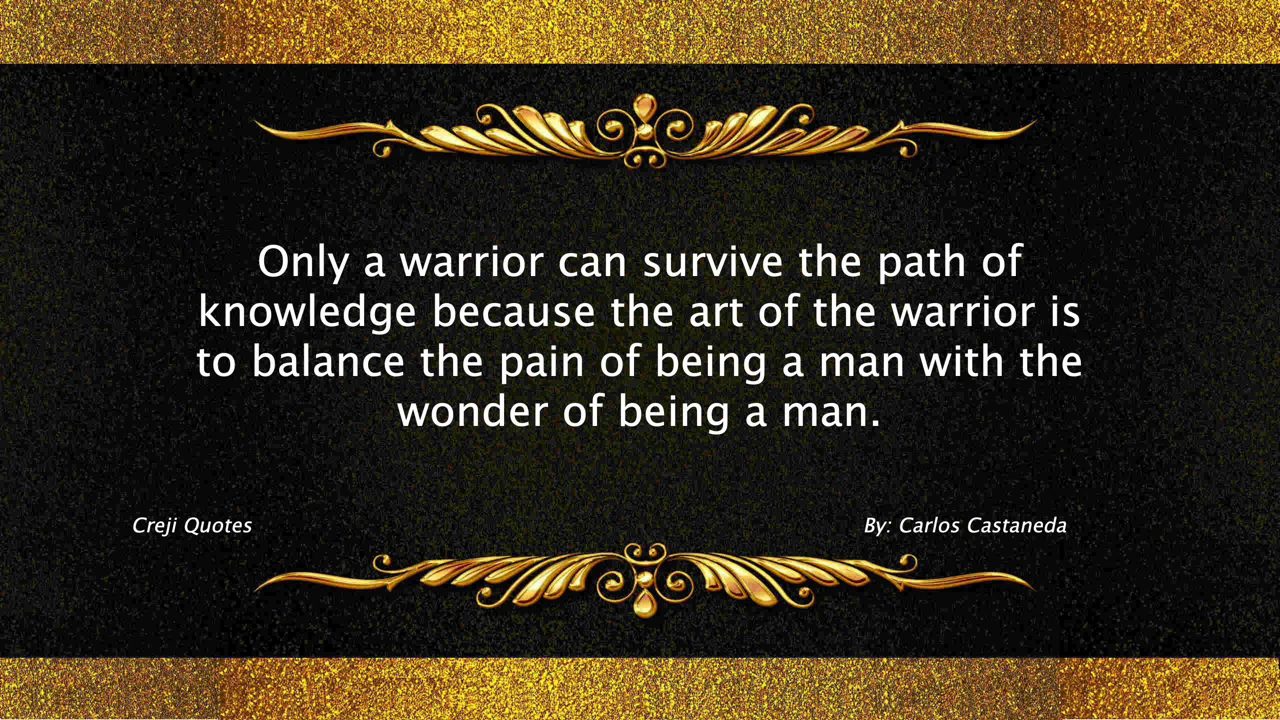 Only a warrior can survive the path of
knowledge because the art of the warrior is
to balance the pain of being a man with the
wonder of being a man.
Creji Quotes
By: Carlos Castaneda